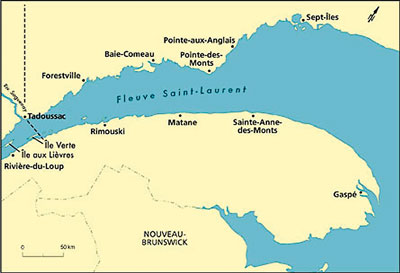 Sept-Îles
Pointe-aux-Anglais
Baie-Comeau
Pointe-des-
Monts
Forestville
Fleuve Saint-Laurent
Riv. Saguenay
Tadoussac
Rimouski
Matane
Sainte-Anne-
des-Monts
Île Verte
Île aux Lièvres
Rivière-du-Loup
Gaspé
NOUVEAU-
BRUNSWICK
0
50 km